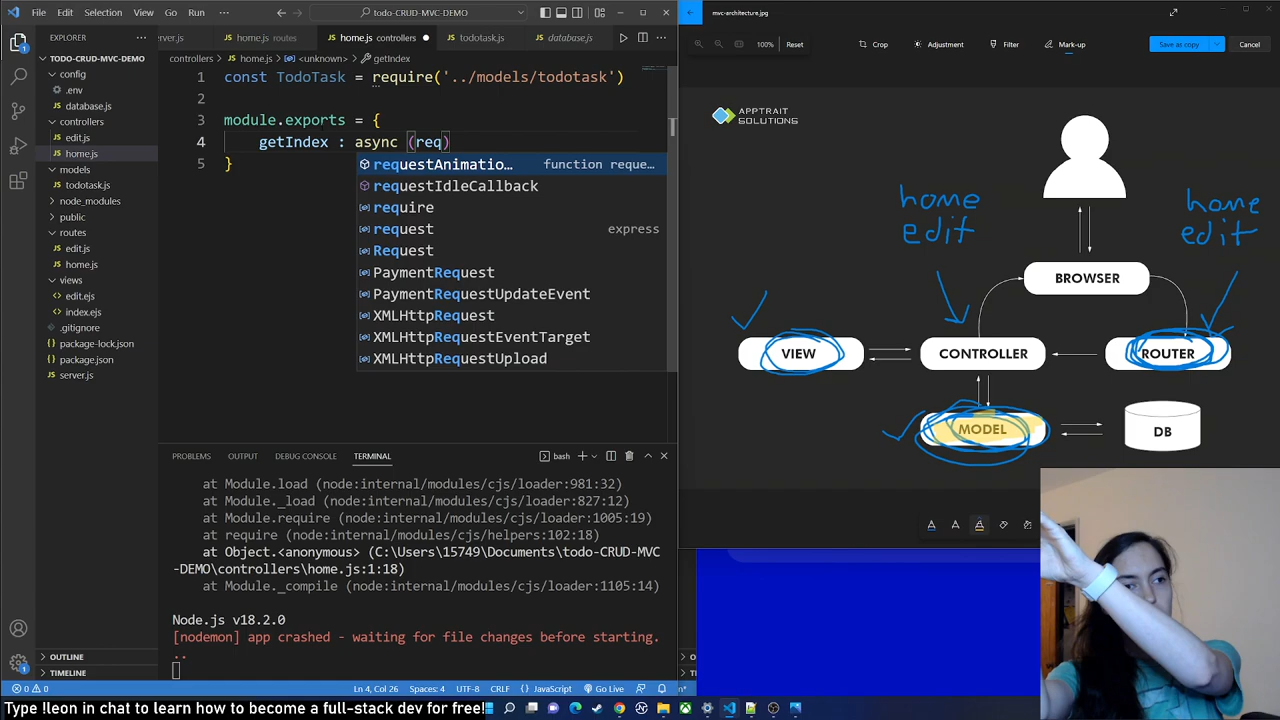 File Edit Selection View Go Run ··· todo-CRUD-MVC-DEMO
EXPLORER ···
TODO-CRUD-MVC-DEMO
config
.env
database.js
controllers
edit.js
home.js
models
todotask.js
node_modules
public
routes
edit.js
home.js
views
edit.ejs
index.ejs
.gitignore
package-lock.json
package.json
server.js
OUTLINE
TIMELINE
rver.js home.js routes home.js controllers todotask.js database.js
controllers > home.js > <unknown> > getIndex
1 const TodoTask = require('../models/todotask')
2
3 module.exports = {
4 getIndex : async (req)
5 }
requestAnimatio… function reque…
requestIdleCallback
require
request express
Request
PaymentRequest
PaymentRequestUpdateEvent
XMLHttpRequest
XMLHttpRequestEventTarget
XMLHttpRequestUpload
PROBLEMS OUTPUT DEBUG CONSOLE TERMINAL bash
at Module.load (node:internal/modules/cjs/loader:981:32)
at Module._load (node:internal/modules/cjs/loader:827:12)
at Module.require (node:internal/modules/cjs/loader:1005:19)
at require (node:internal/modules/cjs/helpers:102:18)
at Object.<anonymous> (C:\Users\15749\Documents\todo-CRUD-MVC
-DEMO\controllers\home.js:1:18)
at Module._compile (node:internal/modules/cjs/loader:1105:14)
Node.js v18.2.0
[nodemon] app crashed - waiting for file changes before starting.
..
0 0 Ln 4, Col 26 Spaces: 4 UTF-8 CRLF {} JavaScript Go Live
Type !leon in chat to learn how to become a full-stack dev for free!
mvc-architecture.jpg
100% Reset Crop Adjustment Filter Mark-up Save as copy Cancel
APPTRAIT
SOLUTIONS
home
edit
home
edit
BROWSER
VIEW CONTROLLER ROUTER
MODEL DB